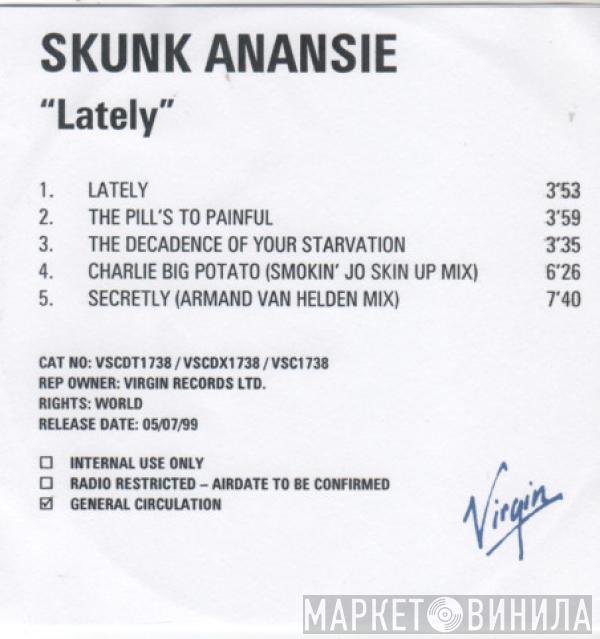 SKUNK ANANSIE
“Lately”
1. LATELY 3"53
2. THE PILL'S TO PAINFUL 3"59
3. THE DECADENCE OF YOUR STARVATION 3"35
4. CHARLIE BIG POTATO (SMOKIN' JO SKIN UP MIX) 6"26
5. SECRETLY (ARMAND VAN HELDEN MIX) 7"40
CAT NO: VSCDT1738 / VSCDX1738 / VSC1738
REP OWNER: VIRGIN RECORDS LTD.
RIGHTS: WORLD
RELEASE DATE: 05/07/99
☐ INTERNAL USE ONLY
☐ RADIO RESTRICTED – AIRDATE TO BE CONFIRMED
☑ GENERAL CIRCULATION
Virgin
МАРКЕТ ВИНИЛА